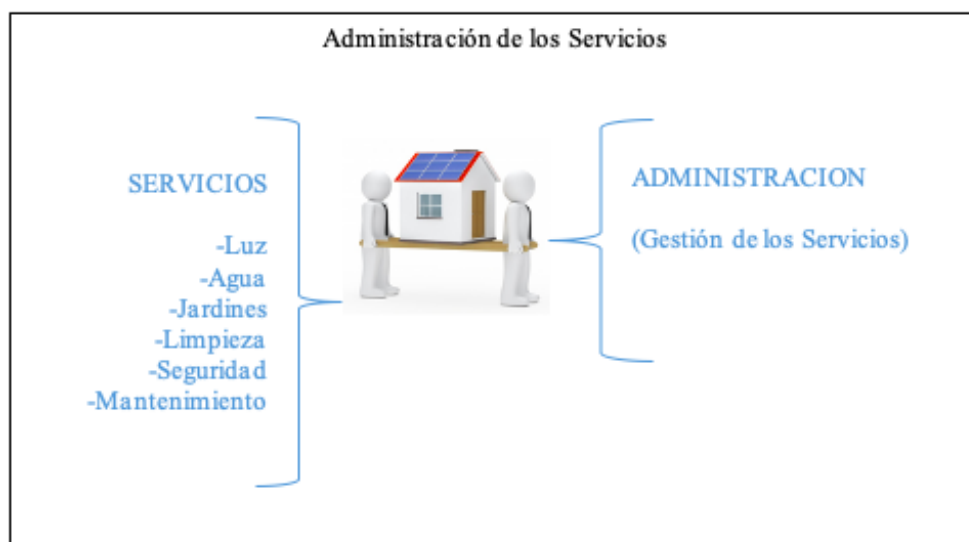 Administración de los Servicios
SERVICIOS
-Luz
-Agua
-Jardines
-Limpieza
-Seguridad
-Mantenimiento
ADMINISTRACION
(Gestión de los Servicios)